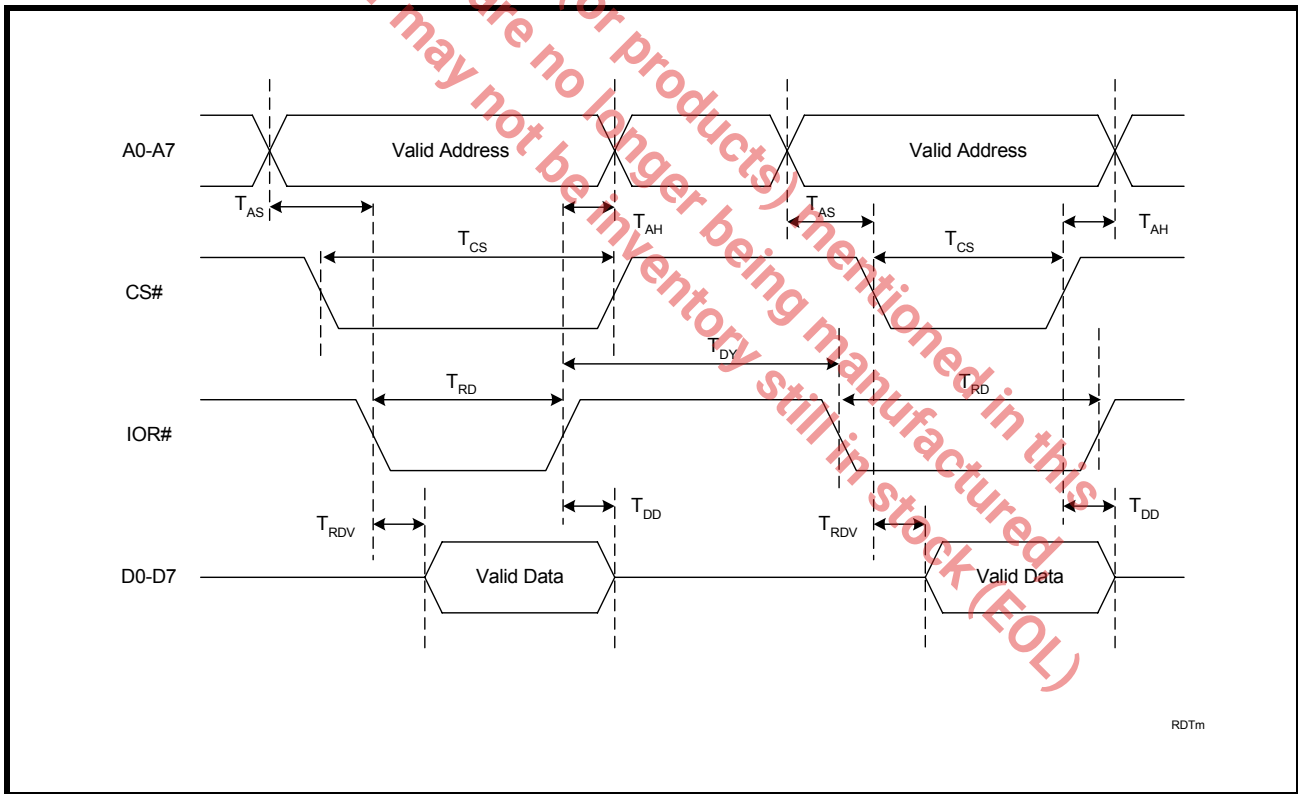 (or products) mentioned in this
are no longer being manufactured
may not be inventory still in stock (EOL)
A0-A7
Valid Address
Valid Address
TAS
TAH
TAS
TAH
TCS
TCS
CS#
TDY
TRD
TRD
IOR#
TRDV
TDD
TRDV
TDD
D0-D7
Valid Data
Valid Data
RDTm